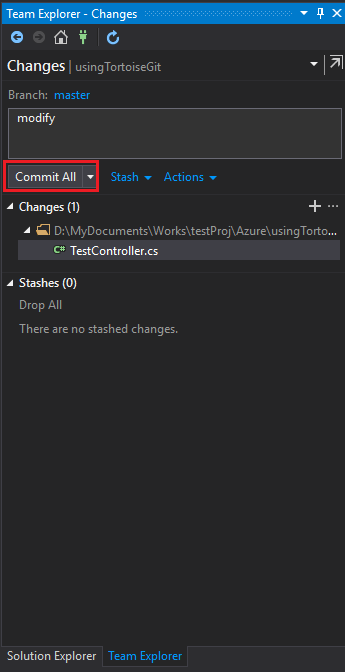 Team Explorer - Changes
Changes | usingTortoiseGit
Branch: master
modify
Commit All Stash Actions
Changes (1)
D:\MyDocuments\Works\testProj\Azure\usingTorto...
C# TestController.cs
Stashes (0)
Drop All
There are no stashed changes.
Solution Explorer Team Explorer